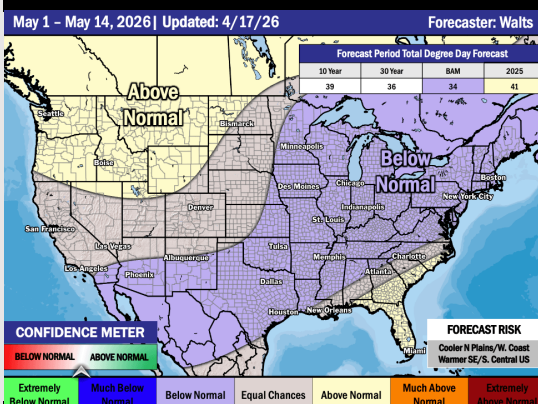 May 1 – May 14, 2026| Updated: 4/17/26
Forecaster: Walts
Forecast Period Total Degree Day Forecast
10 Year 30 Year BAM 2025
39 36 34 41
Above
Normal
Seattle
Bismarck
Minneapolis
Boise
Below
Normal
Boston
Des Moines
Chicago
New York City
Denver
Indianapolis
St. Louis
San Francisco
Las Vegas
Albuquerque
Tulsa
Memphis
Charlotte
Los Angeles
Phoenix
Atlanta
Dallas
Houston
New Orleans
Miami
CONFIDENCE METER
BELOW NORMAL
ABOVE NORMAL
FORECAST RISK
Cooler N Plains/W. Coast
Warmer SE/S. Central US
Extremely
Below Normal
Much Below
Normal
Below Normal
Equal Chances
Above Normal
Much Above
Normal
Extremely
Above Normal